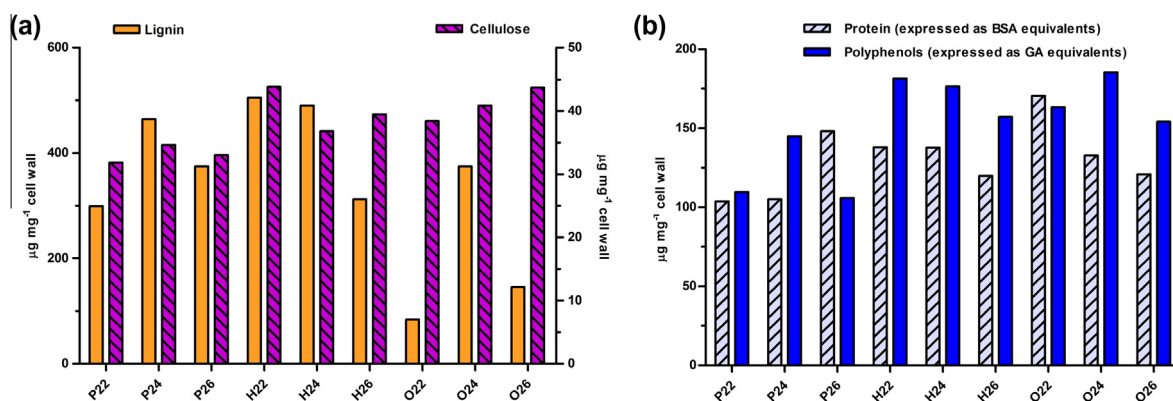 (a)
Lignin
Cellulose
600
400
200
0
μg mg⁻¹ cell wall
50
40
30
20
10
0
μg mg⁻¹ cell wall
P22 P24 P26 H22 H24 H26 O22 O24 O26
(b)
Protein (expressed as BSA equivalents)
Polyphenols (expressed as GA equivalents)
200
150
100
50
0
μg mg⁻¹ cell wall
P22 P24 P26 H22 H24 H26 O22 O24 O26